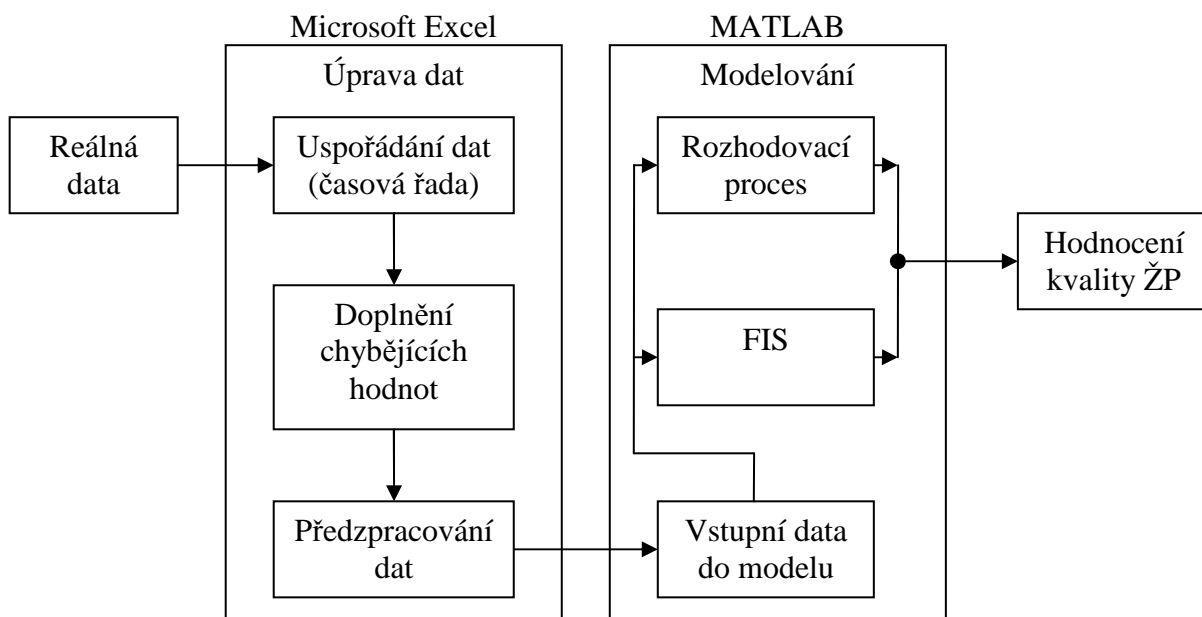 Microsoft Excel
MATLAB
Úprava dat
Modelování
Reálná
data
Uspořádání dat
(časová řada)
Rozhodovací
proces
Hodnocení
kvality ŽP
Doplnění
chybějících
hodnot
FIS
Předzpracování
dat
Vstupní data
do modelu